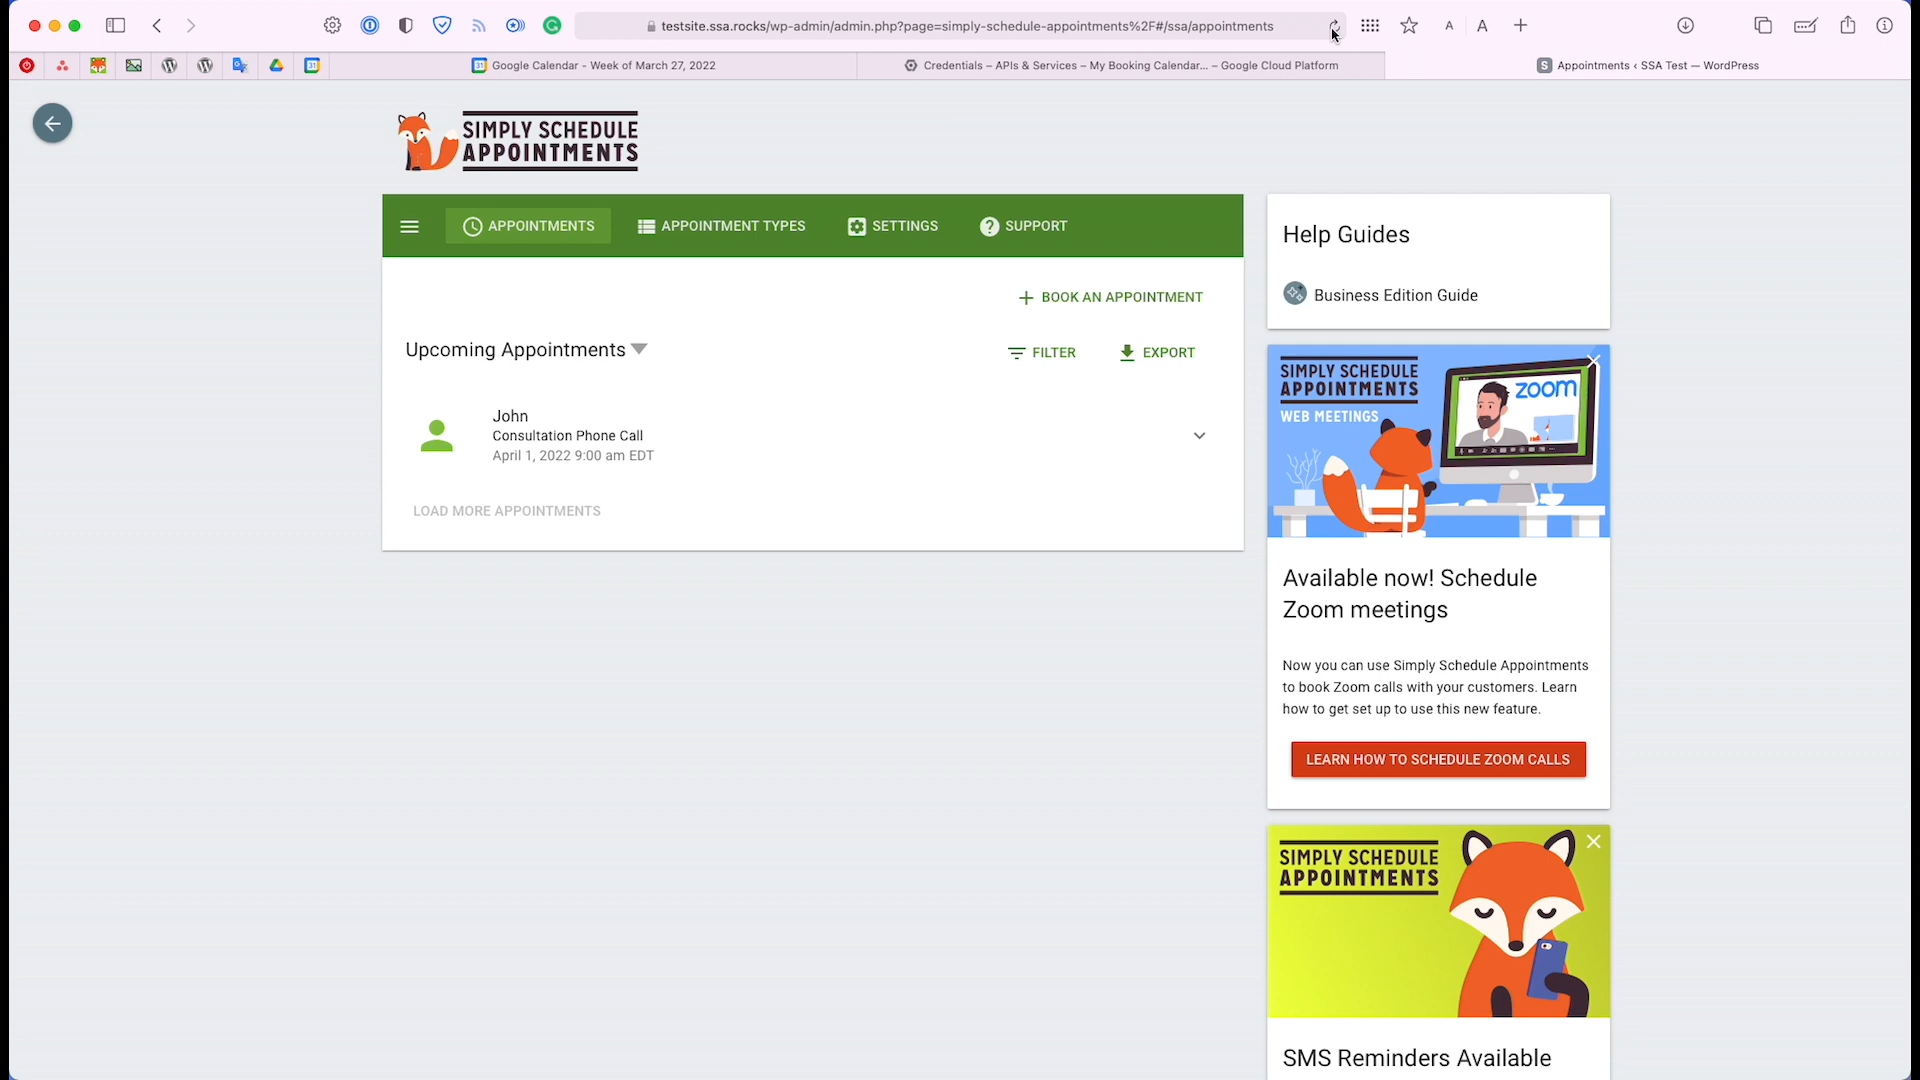 testsite.ssa.rocks/wp-admin/admin.php?page=simply-schedule-appointments%2F#/ssa/appointments
A A
Google Calendar - Week of March 27, 2022
Credentials – APIs & Services – My Booking Calendar... – Google Cloud Platform
S Appointments ‹ SSA Test — WordPress
SIMPLY SCHEDULE
APPOINTMENTS
APPOINTMENTS
APPOINTMENT TYPES
SETTINGS
SUPPORT
BOOK AN APPOINTMENT
Upcoming Appointments
FILTER
EXPORT
John
Consultation Phone Call
April 1, 2022 9:00 am EDT
LOAD MORE APPOINTMENTS
Help Guides
Business Edition Guide
SIMPLY SCHEDULE
APPOINTMENTS
WEB MEETINGS
zoom
Available now! Schedule
Zoom meetings
Now you can use Simply Schedule Appointments
to book Zoom calls with your customers. Learn
how to get set up to use this new feature.
LEARN HOW TO SCHEDULE ZOOM CALLS
SIMPLY SCHEDULE
APPOINTMENTS
SMS Reminders Available